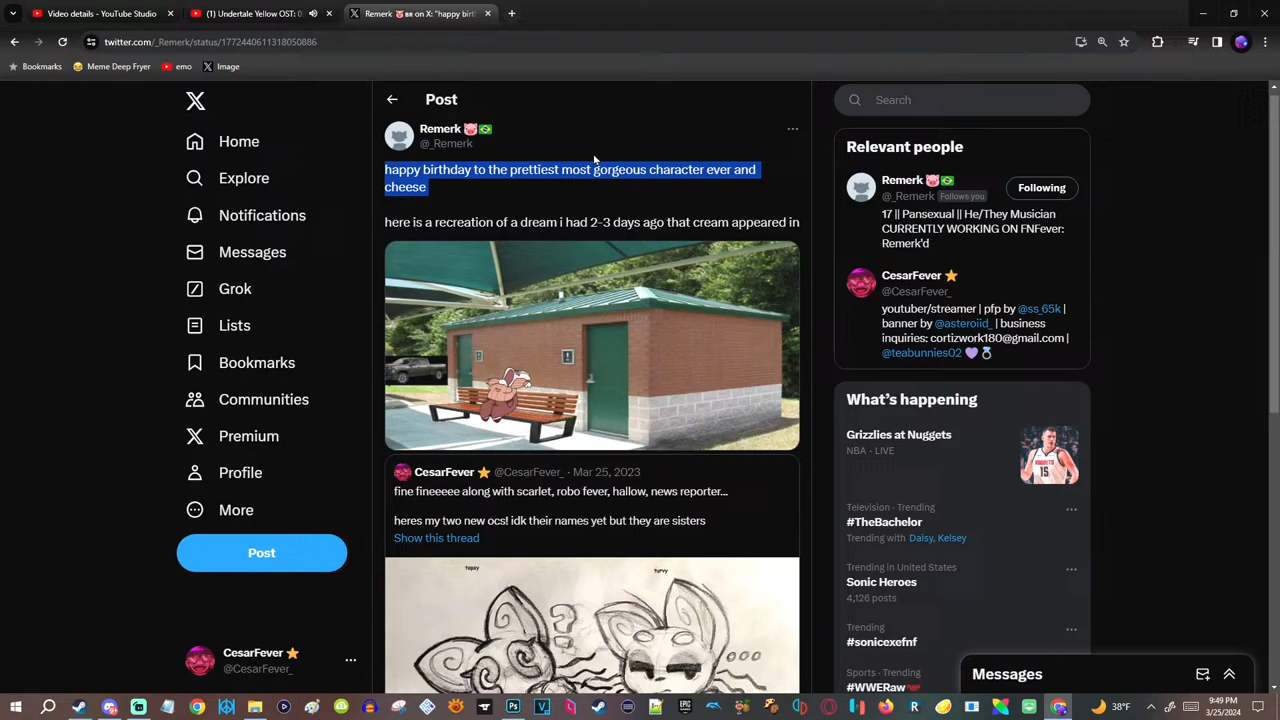 Video details - YouTube Studio
(1) Undertale Yellow OST: 0
Remerk BR on X: "happy birt
twitter.com/_Remerk/status/1772440611318050886
Bookmarks
Meme Deep Fryer
emo
Image
Home
Explore
Notifications
Messages
Grok
Lists
Bookmarks
Communities
Premium
Profile
More
Post
CesarFever
@CesarFever_
Post
Remerk
@_Remerk
happy birthday to the prettiest most gorgeous character ever and
cheese
here is a recreation of a dream i had 2-3 days ago that cream appeared in
CesarFever @CesarFever_ · Mar 25, 2023
fine fineeeee along with scarlet, robo fever, hallow, news reporter...
heres my two new ocs! idk their names yet but they are sisters
Show this thread
topsy
turvy
Search
Relevant people
Remerk
@_Remerk Follows you
Following
17 || Pansexual || He/They Musician
CURRENTLY WORKING ON FNFever:
Remerk'd
CesarFever
@CesarFever_
youtuber/streamer | pfp by @ss_65k |
banner by @asteroiid_ | business
inquiries: cortizwork180@gmail.com |
@teabunnies02
What's happening
Grizzlies at Nuggets
NBA · LIVE
Television · Trending
#TheBachelor
Trending with Daisy, Kelsey
Trending in United States
Sonic Heroes
4,126 posts
Trending
#sonicexefnf
Sports · Trending
#WWERaw
Messages
38°F
9:49 PM
3/25/2024